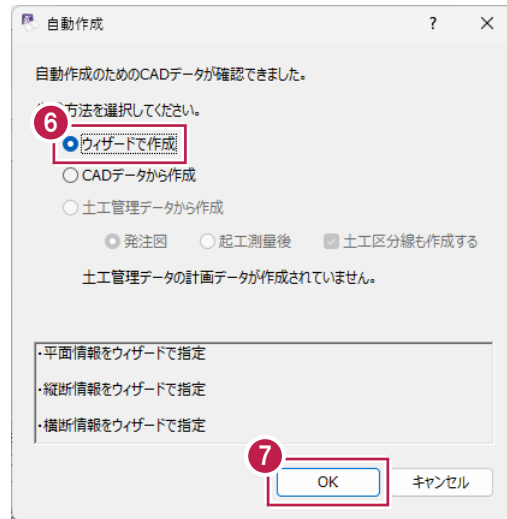 自動作成 ? ×
自動作成のためのCADデータが確認できました。
方法を選択してください。
6
ウィザードで作成
CADデータから作成
土工管理データから作成
発注図 起工測量後 土工区分線も作成する
土工管理データの計画データが作成されていません。
・平面情報をウィザードで指定
・縦断情報をウィザードで指定
・横断情報をウィザードで指定
7
OK キャンセル